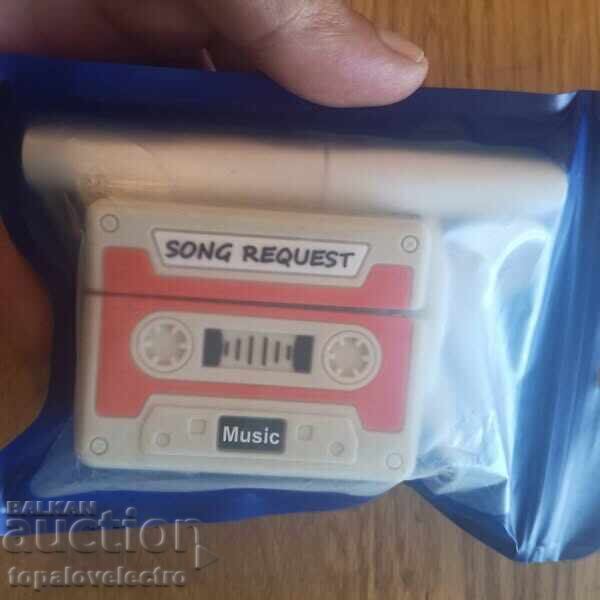 SONG REQUEST
Music
BALKAN
auction
topalovelectro